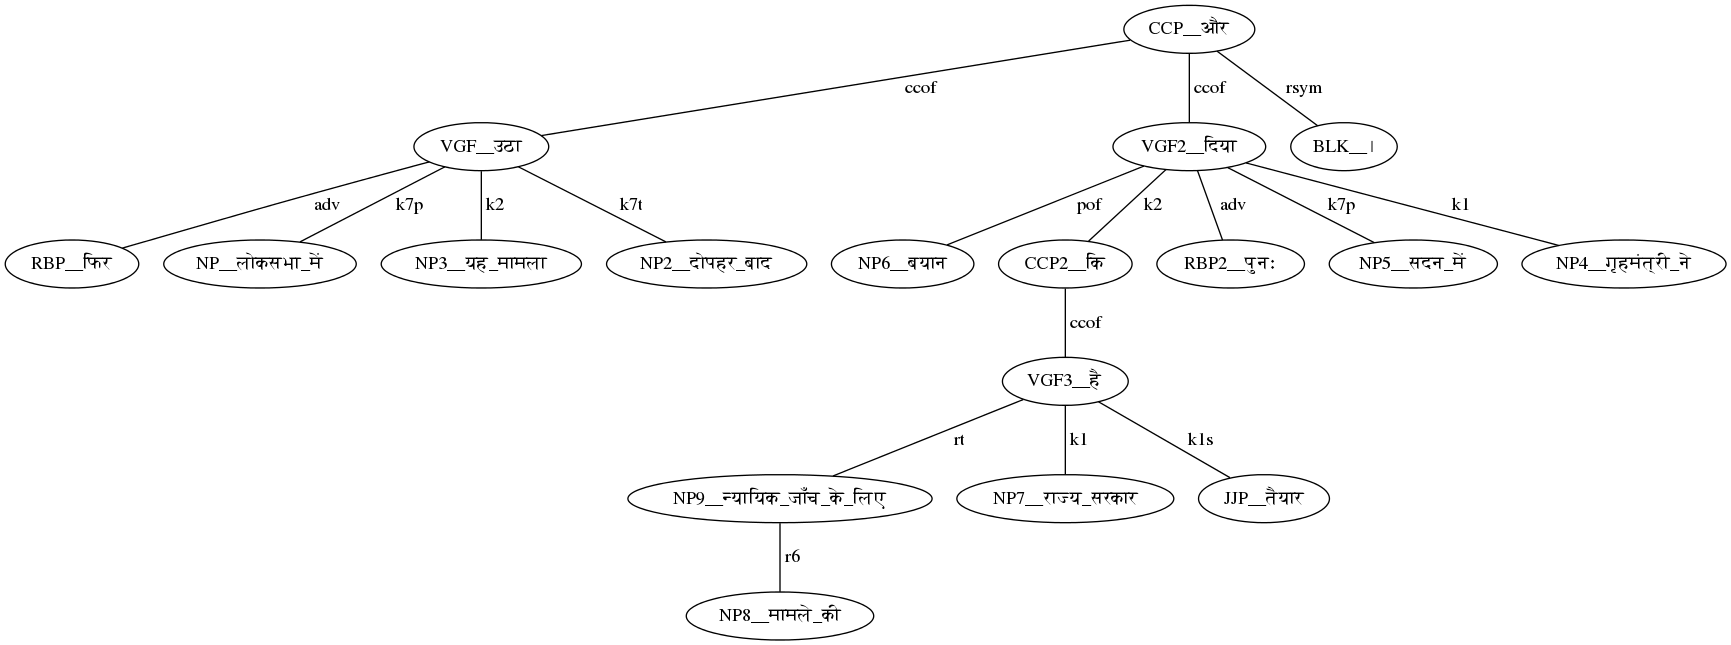 CCP__और
ccof
ccof
rsym
VGF__उठा
VGF2__दिया
BLK__।
adv
k7p
k2
k7t
pof
k2
adv
k7p
k1
RBP__फिर
NP__लोकसभा_में
NP3__यह_मामला
NP2__दोपहर_बाद
NP6__बयान
CCP2__कि
RBP2__पुनः
NP5__सदन_में
NP4__गृहमंत्री_ने
ccof
VGF3__है
rt
k1
k1s
NP9__न्यायिक_जाँच_के_लिए
NP7__राज्य_सरकार
JJP__तैयार
r6
NP8__मामले_की